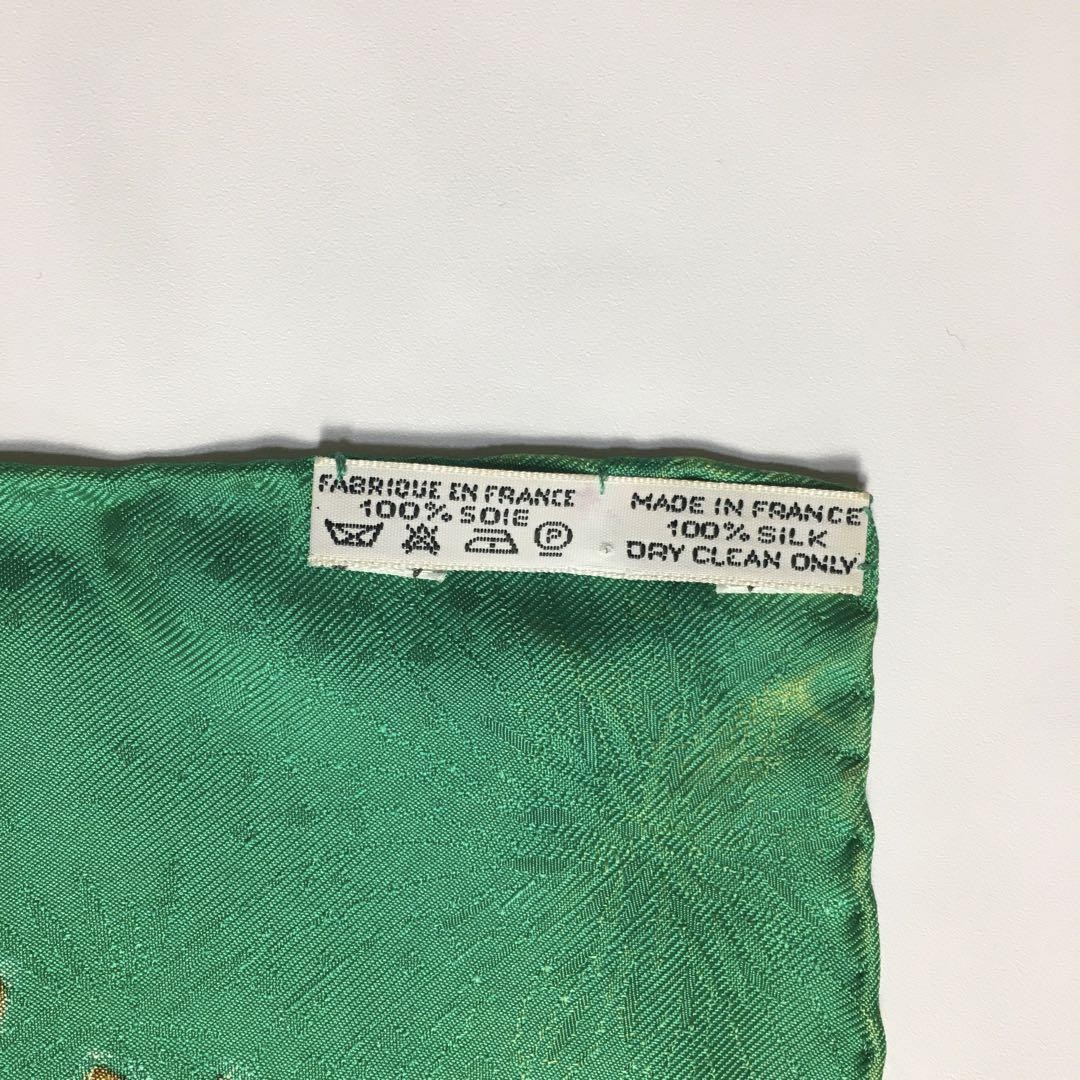 FABRIQUE EN FRANCE
100% SOIE
P
MADE IN FRANCE
100% SILK
DRY CLEAN ONLY